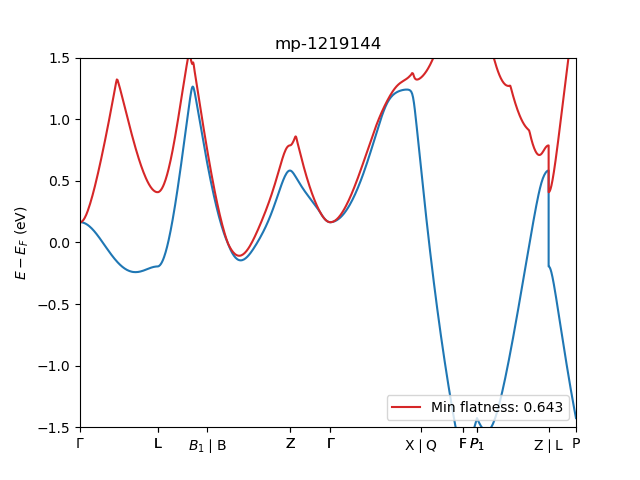 mp-1219144
E − E_F (eV)
1.5
1.0
0.5
0.0
−0.5
−1.0
−1.5
Min flatness: 0.643
Γ L B₁ | B Z Γ X | Q F P₁ Z | L P